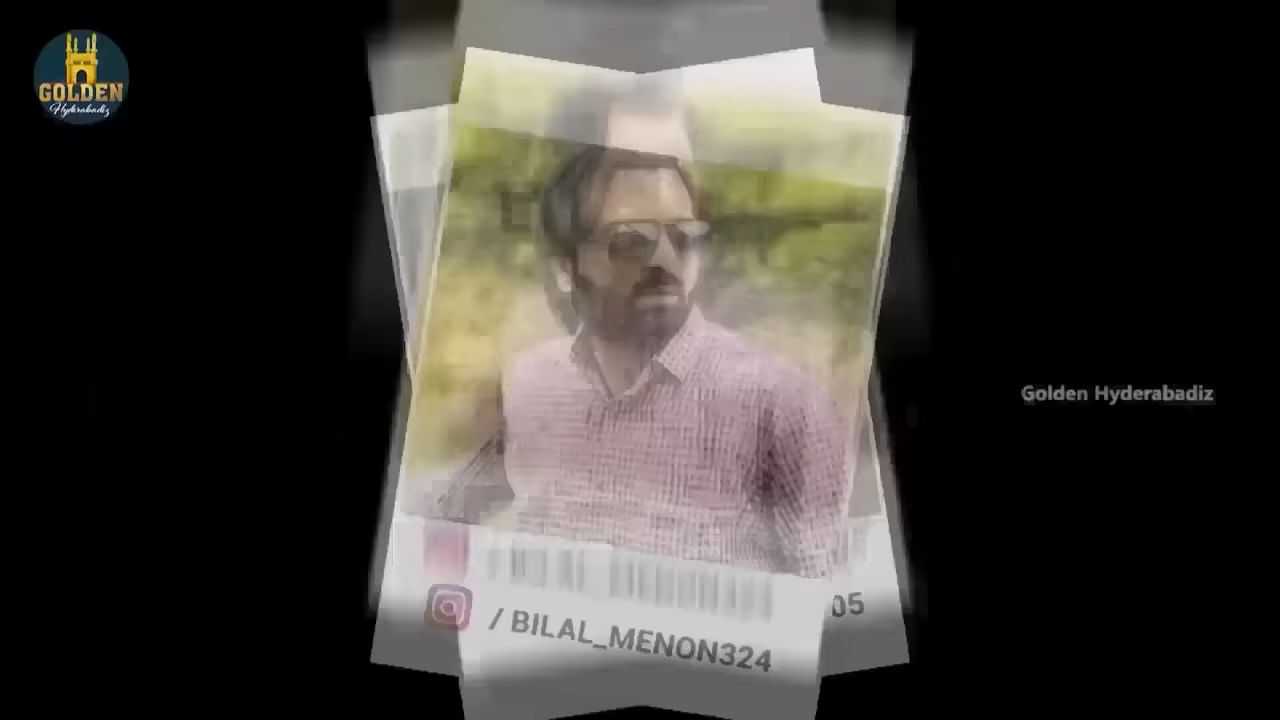 GOLDEN
Hyderabadiz
Golden Hyderabadiz
05
/ BILAL_MENON324